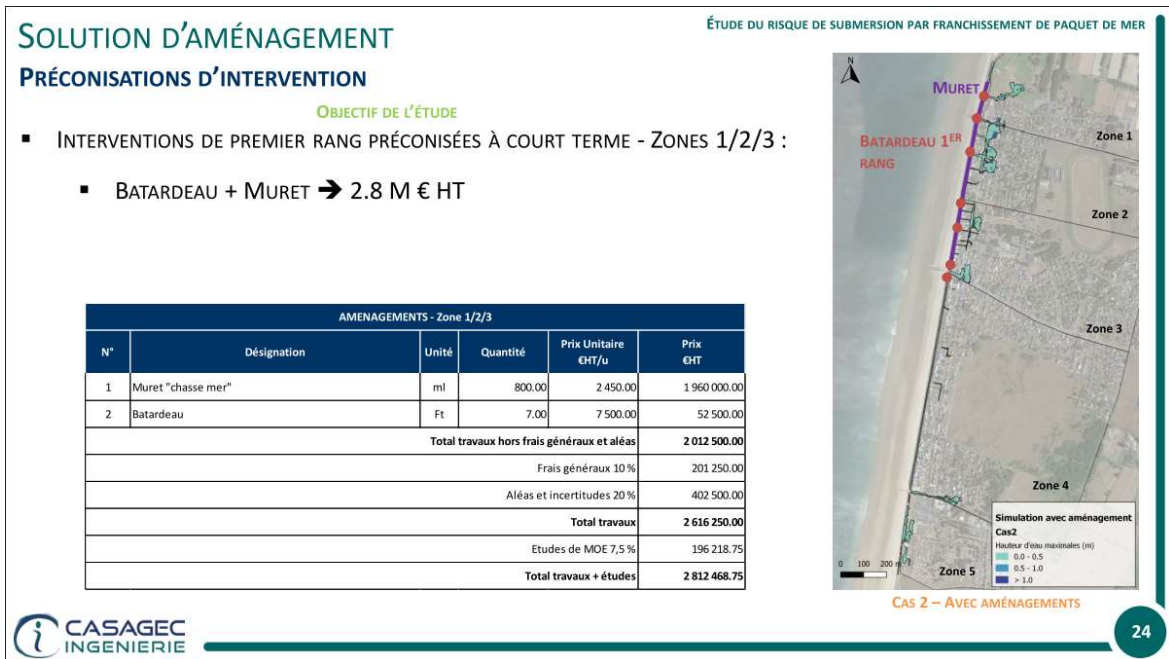 ÉTUDE DU RISQUE DE SUBMERSION PAR FRANCHISSEMENT DE PAQUET DE MER
SOLUTION D’AMÉNAGEMENT
PRÉCONISATIONS D’INTERVENTION
OBJECTIF DE L’ÉTUDE
▪ INTERVENTIONS DE PREMIER RANG PRÉCONISÉES À COURT TERME - ZONES 1/2/3 :
▪ BATARDEAU + MURET ➔ 2.8 M € HT
AMENAGEMENTS - Zone 1/2/3
N° Désignation Unité Quantité Prix Unitaire €HT/u Prix €HT
1 Muret "chasse mer" ml 800.00 2 450.00 1 960 000.00
2 Batardeau Ft 7.00 7 500.00 52 500.00
Total travaux hors frais généraux et aléas 2 012 500.00
Frais généraux 10 % 201 250.00
Aléas et incertitudes 20 % 402 500.00
Total travaux 2 616 250.00
Etudes de MOE 7,5 % 196 218.75
Total travaux + études 2 812 468.75
N
MURET
BATARDEAU 1ER
RANG
Zone 1
Zone 2
Zone 3
Zone 4
Zone 5
Simulation avec aménagement
Cas2
Hauteur d'eau maximales (m)
0.0 - 0.5
0.5 - 1.0
> 1.0
0 100 200 m
CAS 2 – AVEC AMÉNAGEMENTS
CASAGEC
INGENIERIE
24